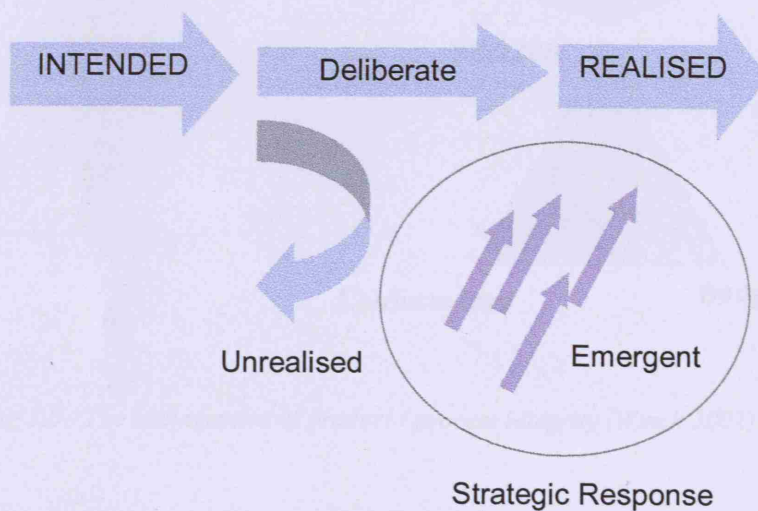 INTENDED
Deliberate
REALISED
Unrealised
Emergent
Strategic Response